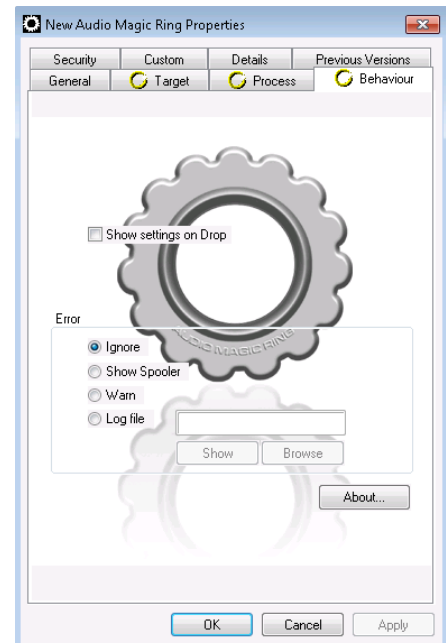 New Audio Magic Ring Properties
Security Custom Details Previous Versions
General Target Process Behaviour
Show settings on Drop
Error
AUDIO MAGIC RING
Ignore
Show Spooler
Warn
Log file
Show Browse
About...
OK Cancel Apply